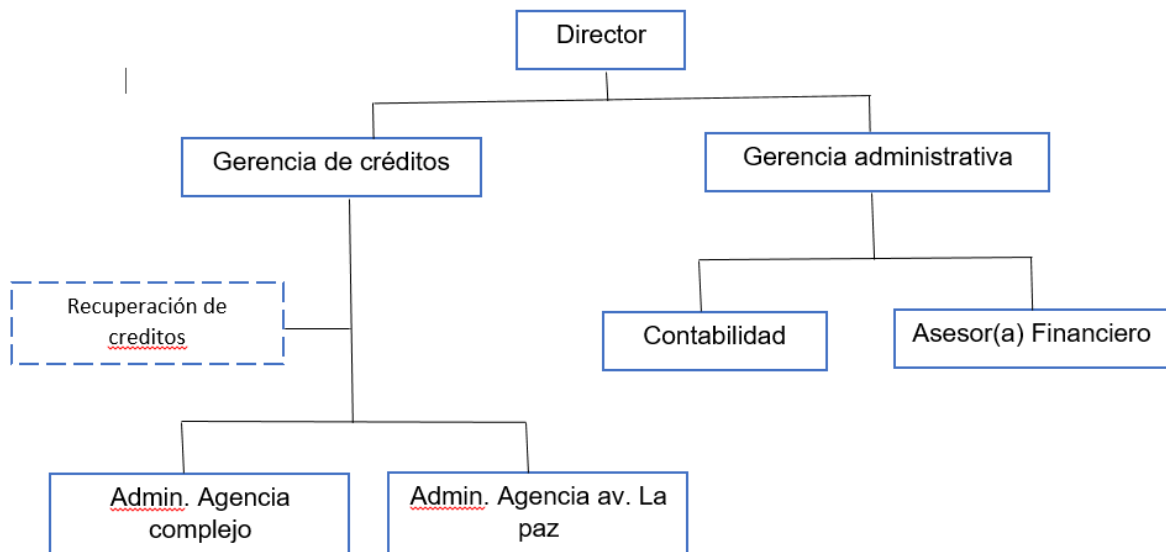 Director
Gerencia de créditos
Gerencia administrativa
Recuperación de
creditos
Contabilidad
Asesor(a) Financiero
Admin. Agencia
complejo
Admin. Agencia av. La
paz